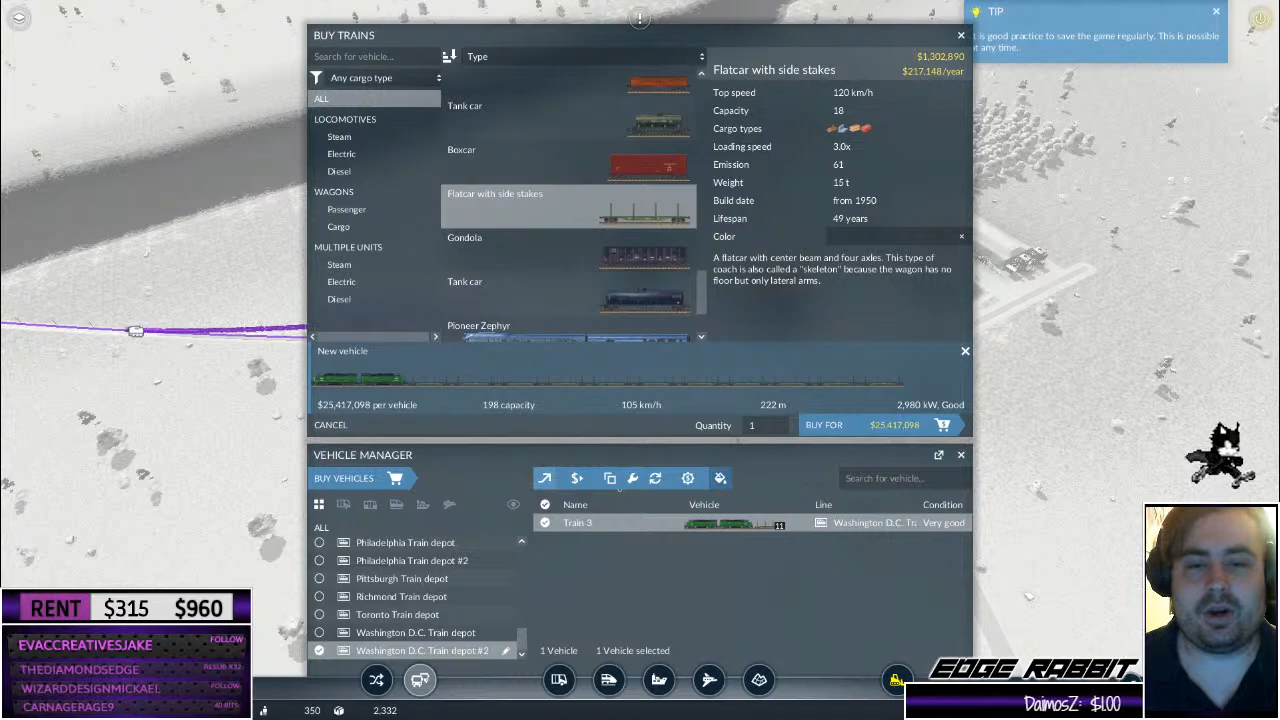 TIP
is good practice to save the game regularly. This is possible
at any time.
BUY TRAINS
Search for vehicle...
Type
Any cargo type
ALL
LOCOMOTIVES
Steam
Electric
Diesel
WAGONS
Passenger
Cargo
MULTIPLE UNITS
Steam
Electric
Diesel
Tank car
Boxcar
Flatcar with side stakes
Gondola
Tank car
Pioneer Zephyr
$1,302,890
Flatcar with side stakes
$217,148/year
Top speed 120 km/h
Capacity 18
Cargo types
Loading speed 3.0x
Emission 61
Weight 15 t
Build date from 1950
Lifespan 49 years
Color
A flatcar with center beam and four axles. This type of
coach is also called a "skeleton" because the wagon has no
floor but only lateral arms.
New vehicle
$25,417,098 per vehicle 198 capacity 105 km/h 222 m 2,980 kW, Good
CANCEL Quantity 1 BUY FOR $25,417,098
VEHICLE MANAGER
BUY VEHICLES
Search for vehicle...
ALL
Philadelphia Train depot
Philadelphia Train depot #2
Pittsburgh Train depot
Richmond Train depot
Toronto Train depot
Washington D.C. Train depot
Washington D.C. Train depot #2
Name Vehicle Line Condition
Train 3 11 Washington D.C. Tr: Very good
1 Vehicle 1 Vehicle selected
350 2,332
RENT $315 $960
EVACCREATIVESJAKE FOLLOW
THEDIAMONDSEDGE RESUB X32
WIZARDDESIGNMICKAEL FOLLOW
CARNAGERAGE9 40 BITS
EDGE RABBIT
DaimosZ: $1.00